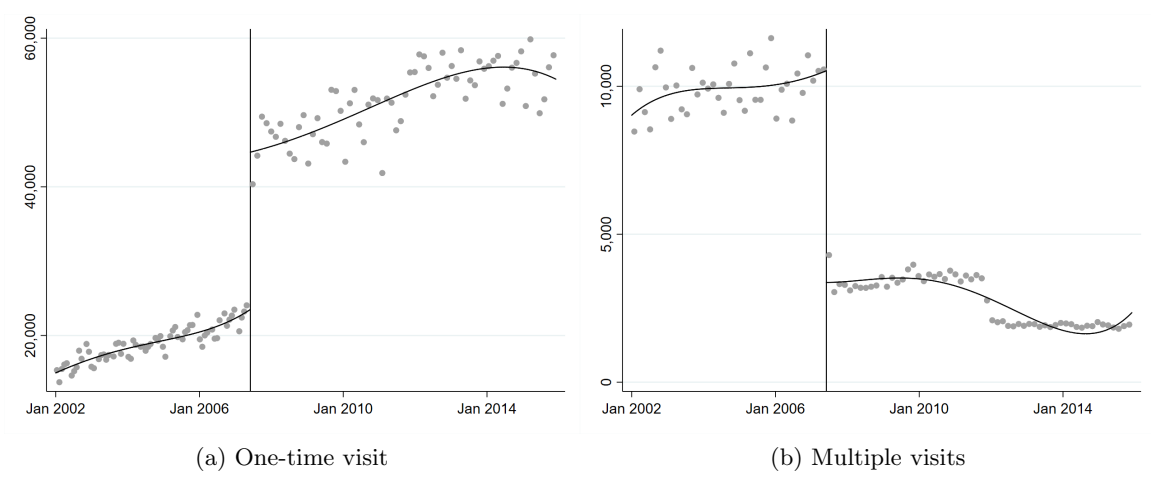 60,000
40,000
20,000
Jan 2002 Jan 2006 Jan 2010 Jan 2014
(a) One-time visit
10,000
5,000
0
Jan 2002 Jan 2006 Jan 2010 Jan 2014
(b) Multiple visits